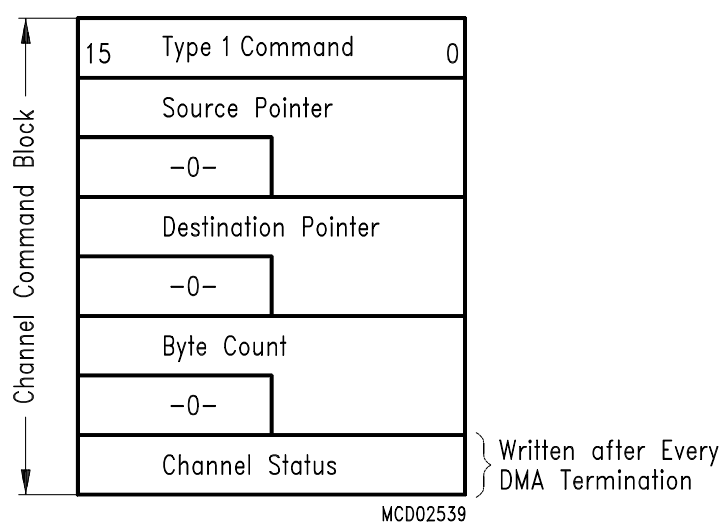 15 Type 1 Command 0
Source Pointer
-0-
Destination Pointer
-0-
Byte Count
-0-
Channel Status
Channel Command Block
Written after Every
DMA Termination
MCD02539